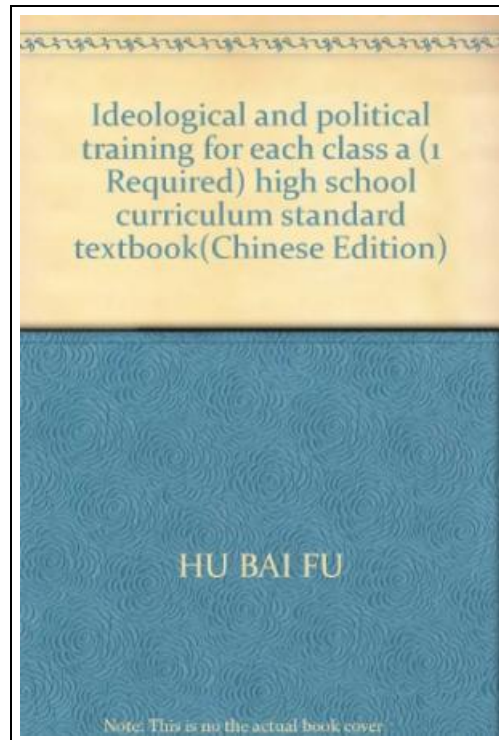 Ideological and political
training for each class a (1
Required) high school
curriculum standard
textbook(Chinese Edition)
HU BAI FU
Note: This is no the actual book cover